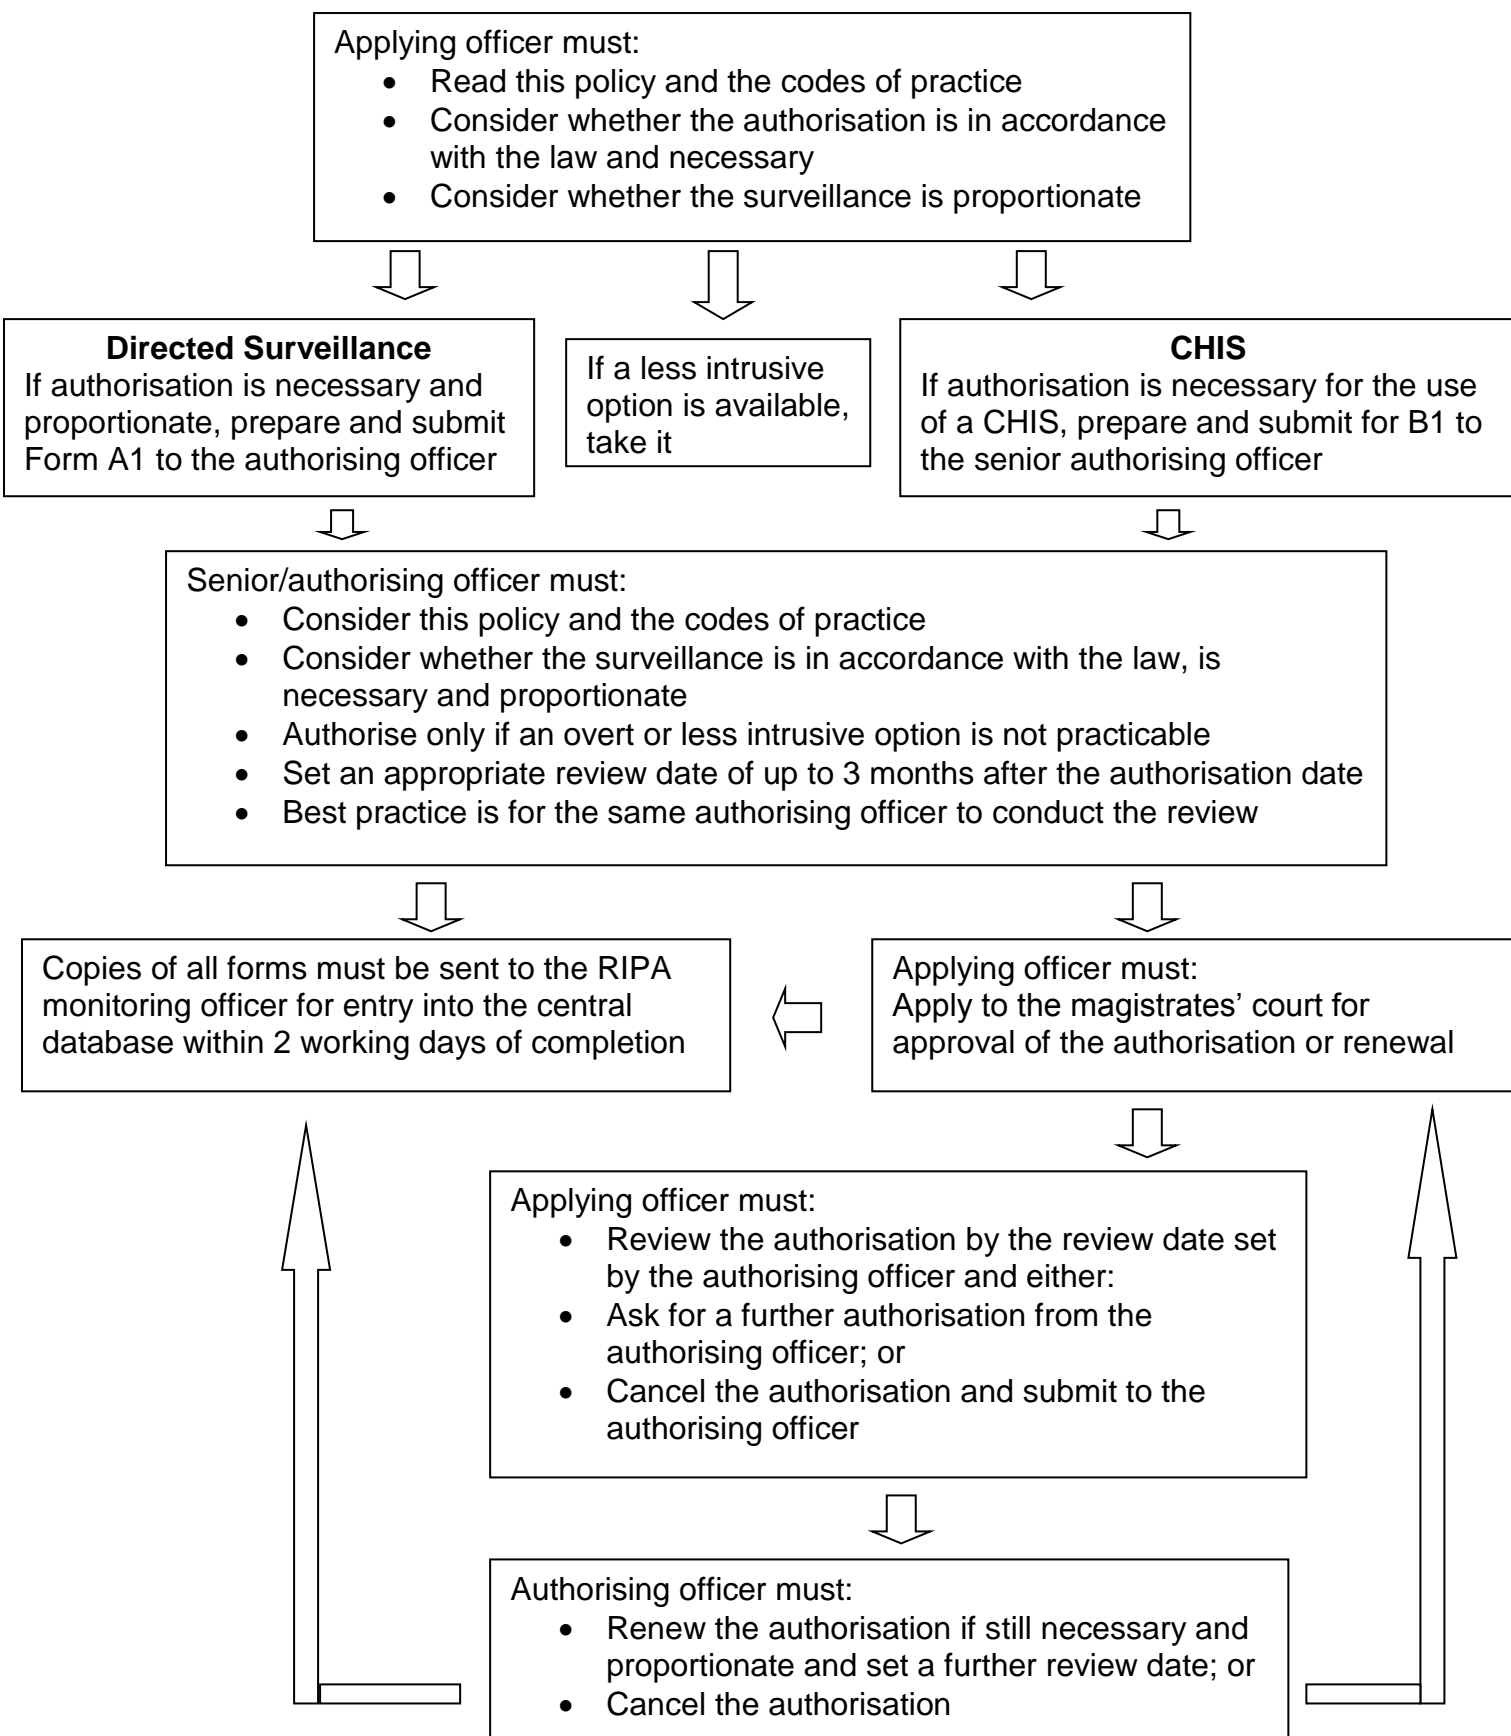 Applying officer must:
• Read this policy and the codes of practice
• Consider whether the authorisation is in accordance
with the law and necessary
• Consider whether the surveillance is proportionate
Directed Surveillance
If authorisation is necessary and
proportionate, prepare and submit
Form A1 to the authorising officer
If a less intrusive
option is available,
take it
CHIS
If authorisation is necessary for the use
of a CHIS, prepare and submit for B1 to
the senior authorising officer
Senior/authorising officer must:
• Consider this policy and the codes of practice
• Consider whether the surveillance is in accordance with the law, is
necessary and proportionate
• Authorise only if an overt or less intrusive option is not practicable
• Set an appropriate review date of up to 3 months after the authorisation date
• Best practice is for the same authorising officer to conduct the review
Copies of all forms must be sent to the RIPA
monitoring officer for entry into the central
database within 2 working days of completion
Applying officer must:
Apply to the magistrates’ court for
approval of the authorisation or renewal
Applying officer must:
• Review the authorisation by the review date set
by the authorising officer and either:
• Ask for a further authorisation from the
authorising officer; or
• Cancel the authorisation and submit to the
authorising officer
Authorising officer must:
• Renew the authorisation if still necessary and
proportionate and set a further review date; or
• Cancel the authorisation